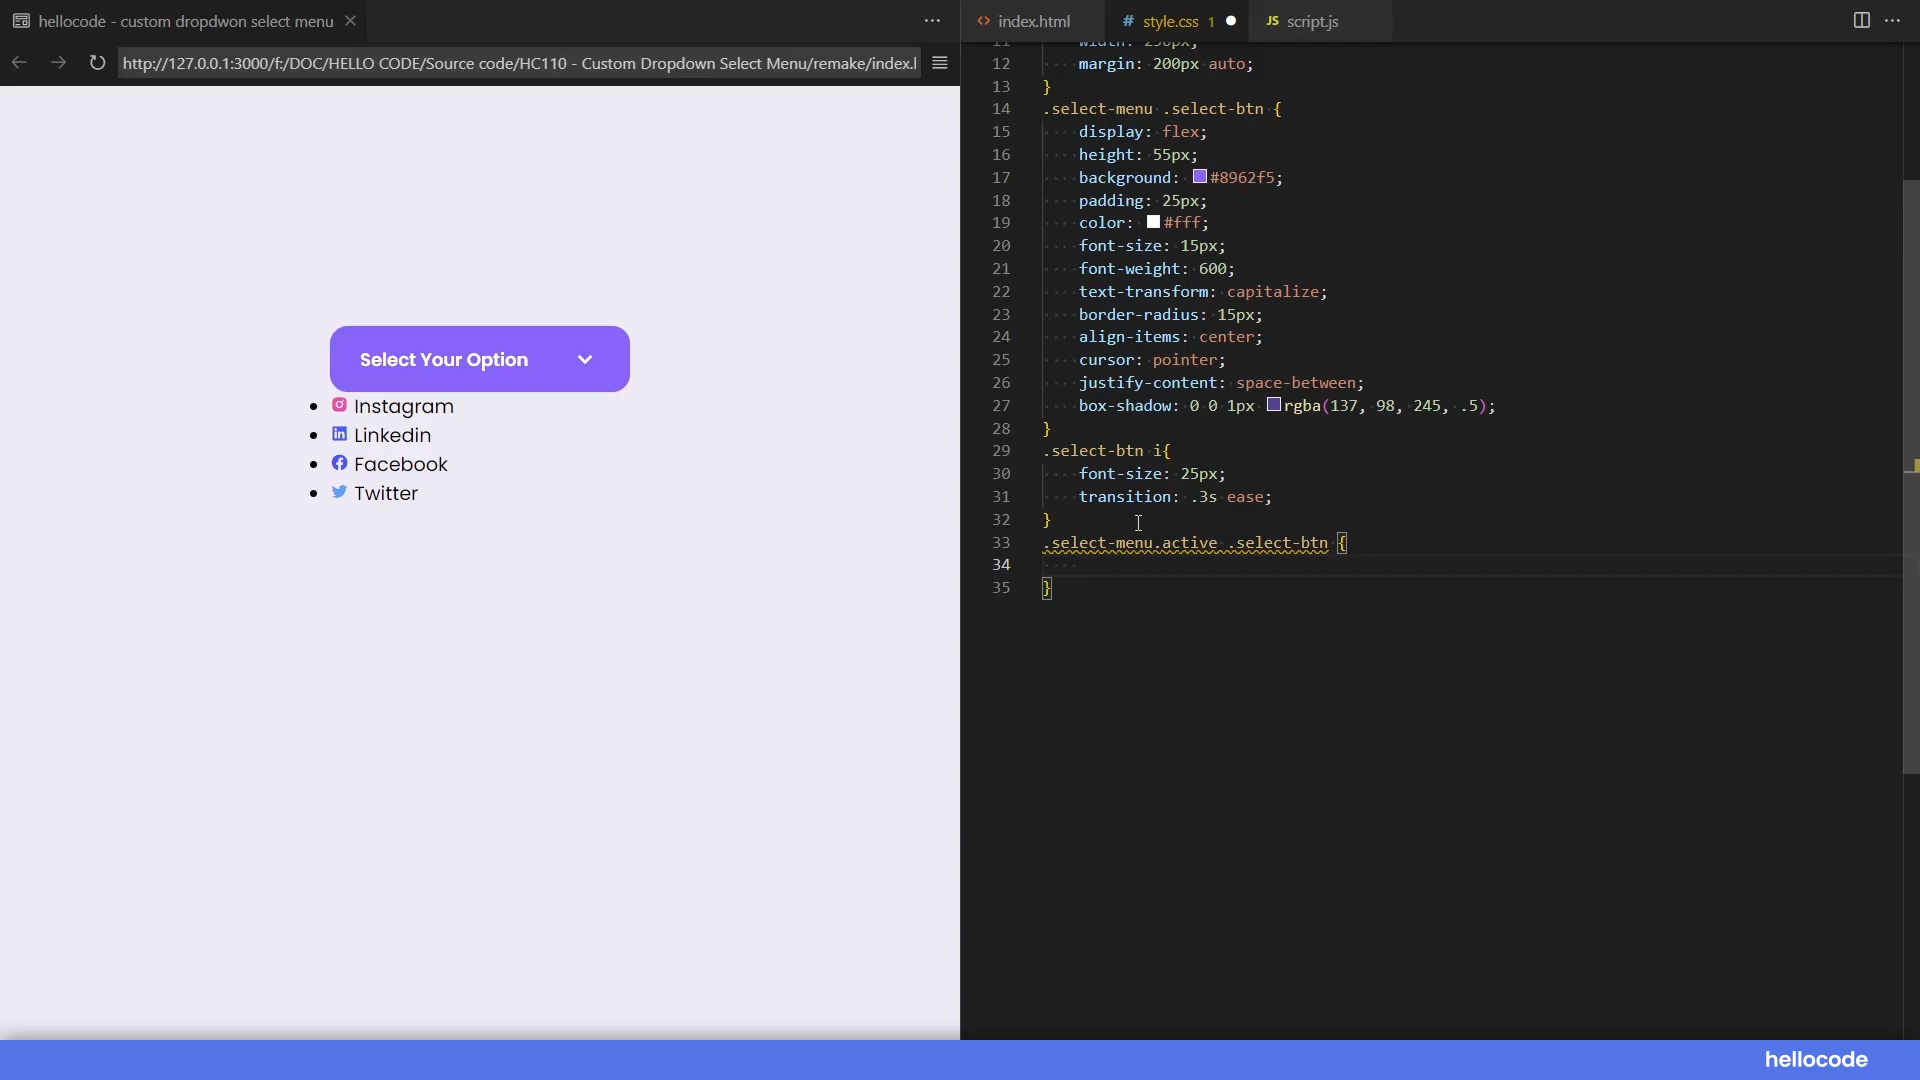 hellocode - custom dropdwon select menu
http://127.0.0.1:3000/f:/DOC/HELLO CODE/Source code/HC110 - Custom Dropdown Select Menu/remake/index.l
Select Your Option
Instagram
Linkedin
Facebook
Twitter
index.html
# style.css 1
JS script.js
11 width: 250px;
12 margin: 200px auto;
13 }
14 .select-menu .select-btn {
15 display: flex;
16 height: 55px;
17 background: #8962f5;
18 padding: 25px;
19 color: #fff;
20 font-size: 15px;
21 font-weight: 600;
22 text-transform: capitalize;
23 border-radius: 15px;
24 align-items: center;
25 cursor: pointer;
26 justify-content: space-between;
27 box-shadow: 0 0 1px rgba(137, 98, 245, .5);
28 }
29 .select-btn i{
30 font-size: 25px;
31 transition: .3s ease;
32 }
33 .select-menu.active .select-btn {
34
35 }
hellocode